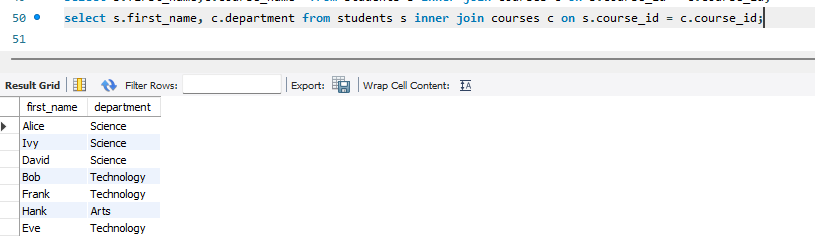 50 select s.first_name, c.department from students s inner join courses c on s.course_id = c.course_id;
51
Result Grid Filter Rows: Export: Wrap Cell Content:
first_name department
Alice Science
Ivy Science
David Science
Bob Technology
Frank Technology
Hank Arts
Eve Technology